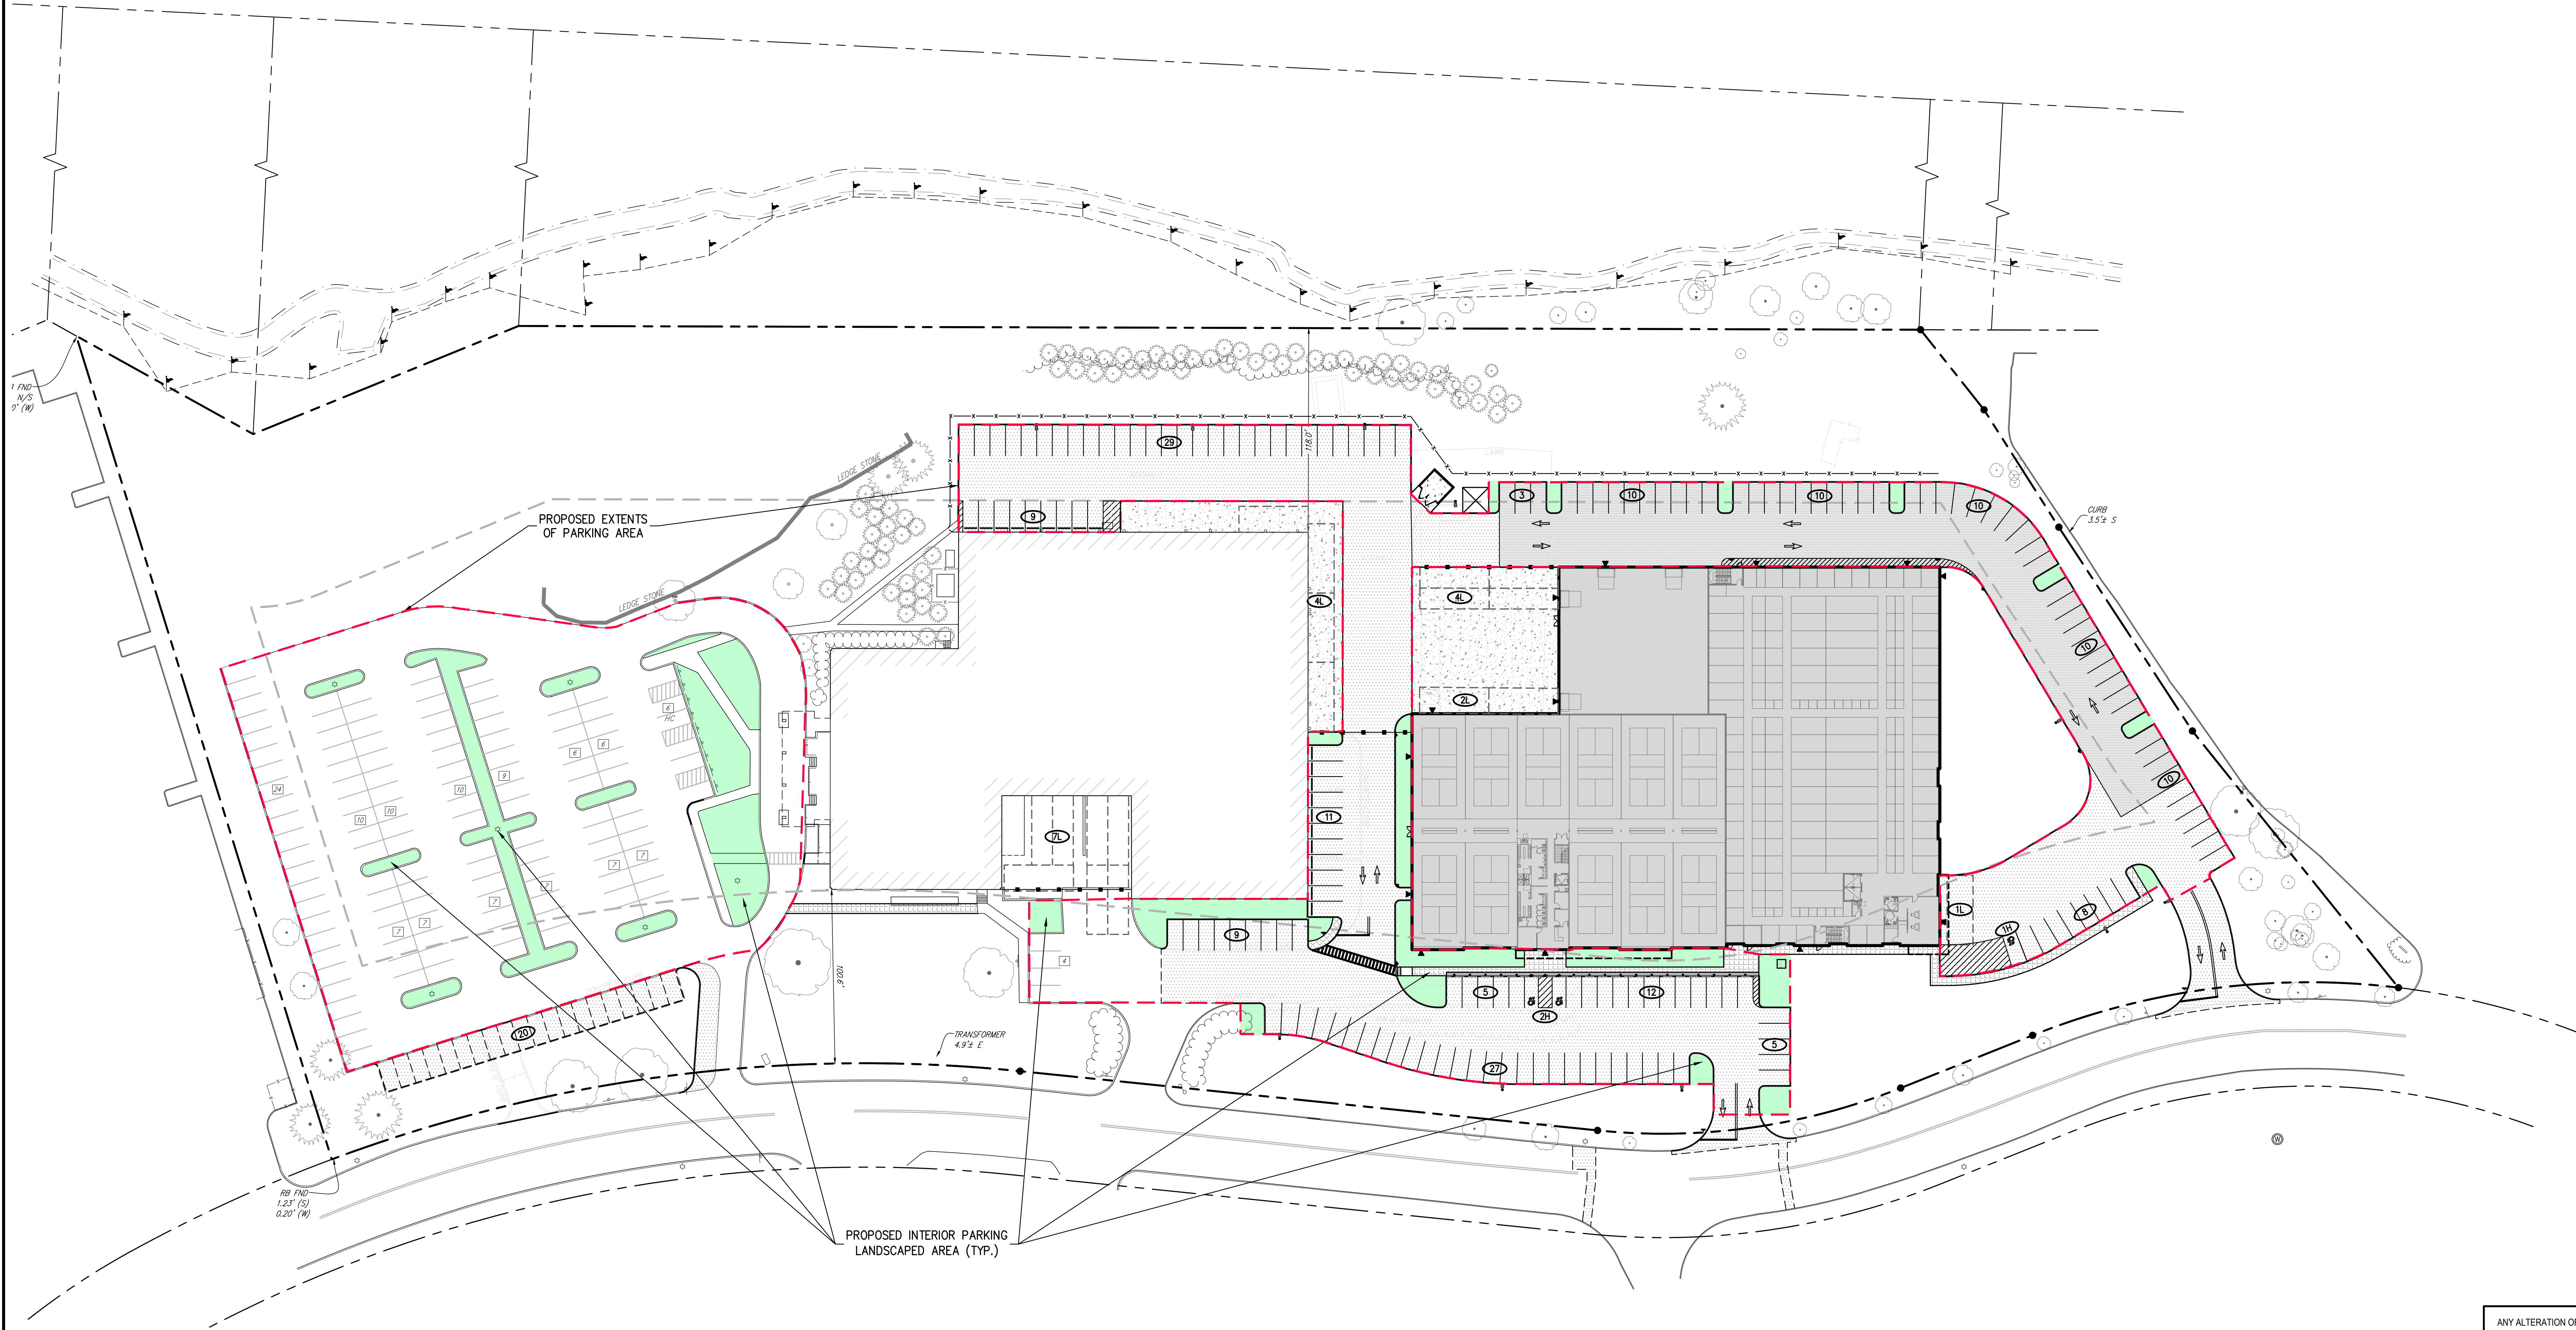 FND
N/S
0' (W)
LEDGE STONE
LEDGE STONE
118.0'
29
9
PROPOSED EXTENTS
OF PARKING AREA
3
10
10
10
CURB
3.5'± S
4L
4L
2L
10
10
6
HC
6
6
9
10
24
10
10
7
7
7
7
7
7
11
7L
1L
1H
8
9
4
100.6'
5
12
2H
5
20
27
TRANSFORMER
4.9'± E
W
RB FND
1.23' (S)
0.20' (W)
PROPOSED INTERIOR PARKING
LANDSCAPED AREA (TYP.)
ANY ALTERATION